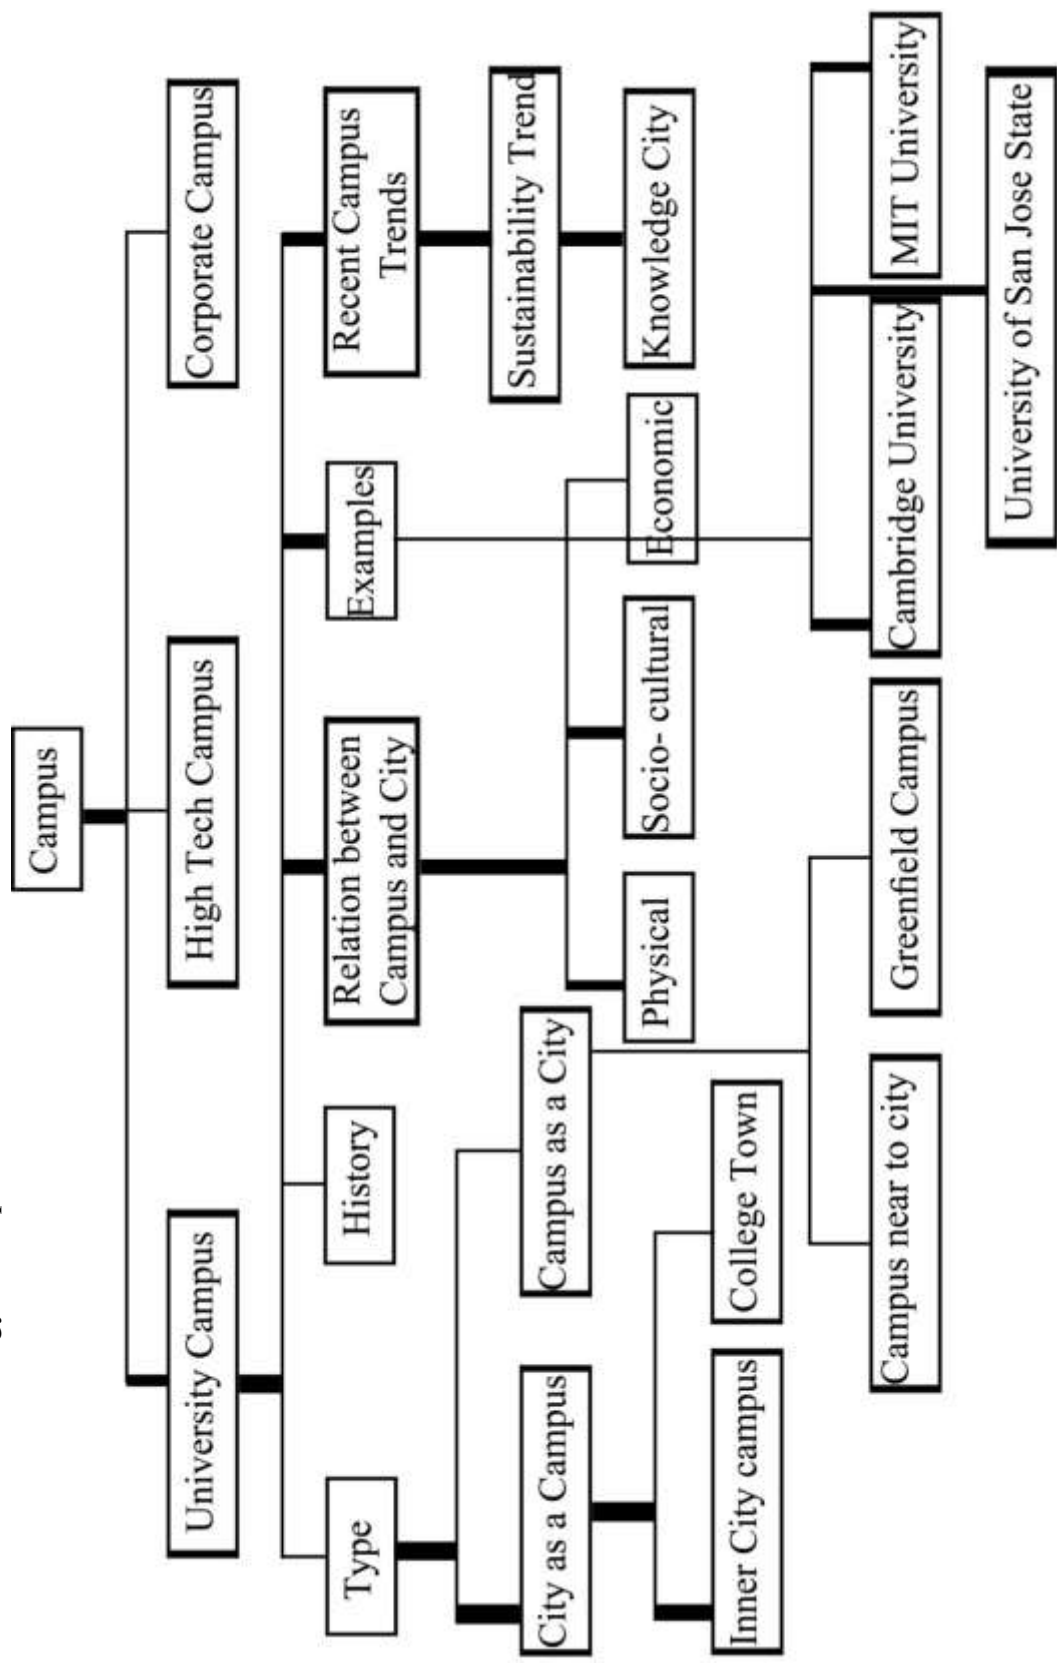 Campus
University Campus
High Tech Campus
Corporate Campus
Type
History
Relation between
Campus and City
Examples
Recent Campus
Trends
City as a Campus
Campus as a City
Sustainability Trend
Inner City campus
College Town
Physical
Socio- cultural
Economic
Knowledge City
Campus near to city
Greenfield Campus
Cambridge University
MIT University
University of San Jose State